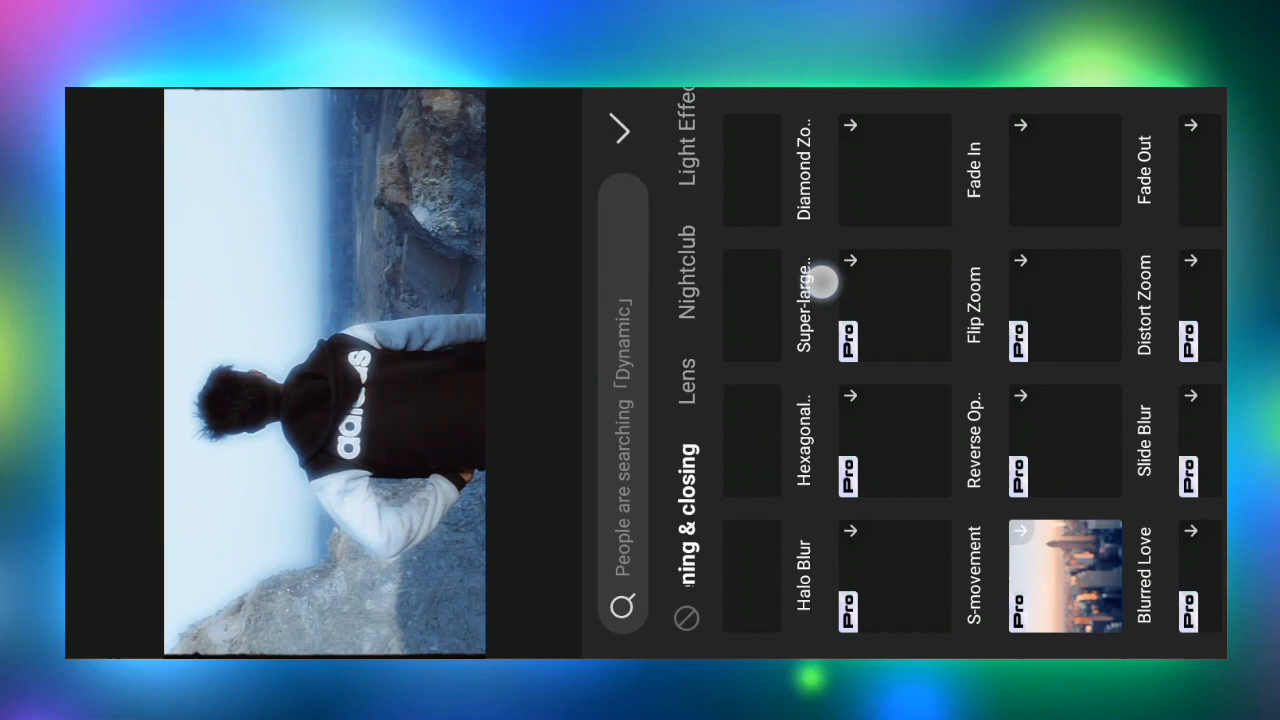 adidas
People are searching「Dynamic」
ning & closing Lens Nightclub Light Effec
Halo Blur Hexagonal.. Super-large.. Diamond Zo..
Pro Pro Pro
S-movement Reverse Op.. Flip Zoom Fade In
Pro Pro Pro
Blurred Love Slide Blur Distort Zoom Fade Out
Pro Pro Pro